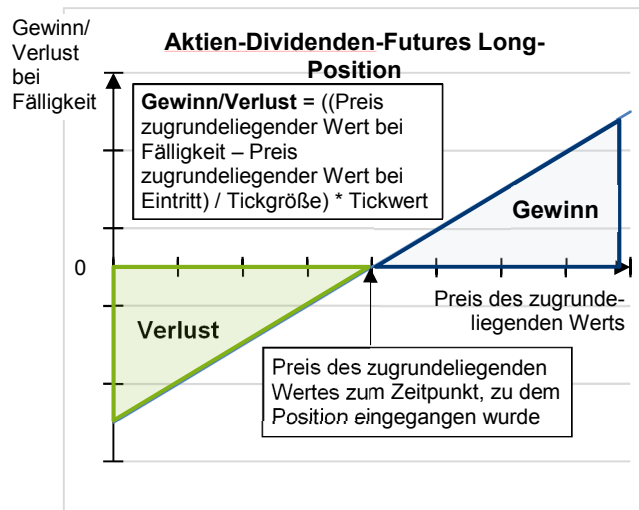 Gewinn/
Verlust
bei
Fälligkeit
Aktien-Dividenden-Futures Long-
Position
Gewinn/Verlust = ((Preis
zugrundeliegender Wert bei
Fälligkeit – Preis
zugrundeliegender Wert bei
Eintritt) / Tickgröße) * Tickwert
Gewinn
0
Preis des zugrunde-
liegenden Werts
Verlust
Preis des zugrundeliegenden
Wertes zum Zeitpunkt, zu dem
Position eingegangen wurde